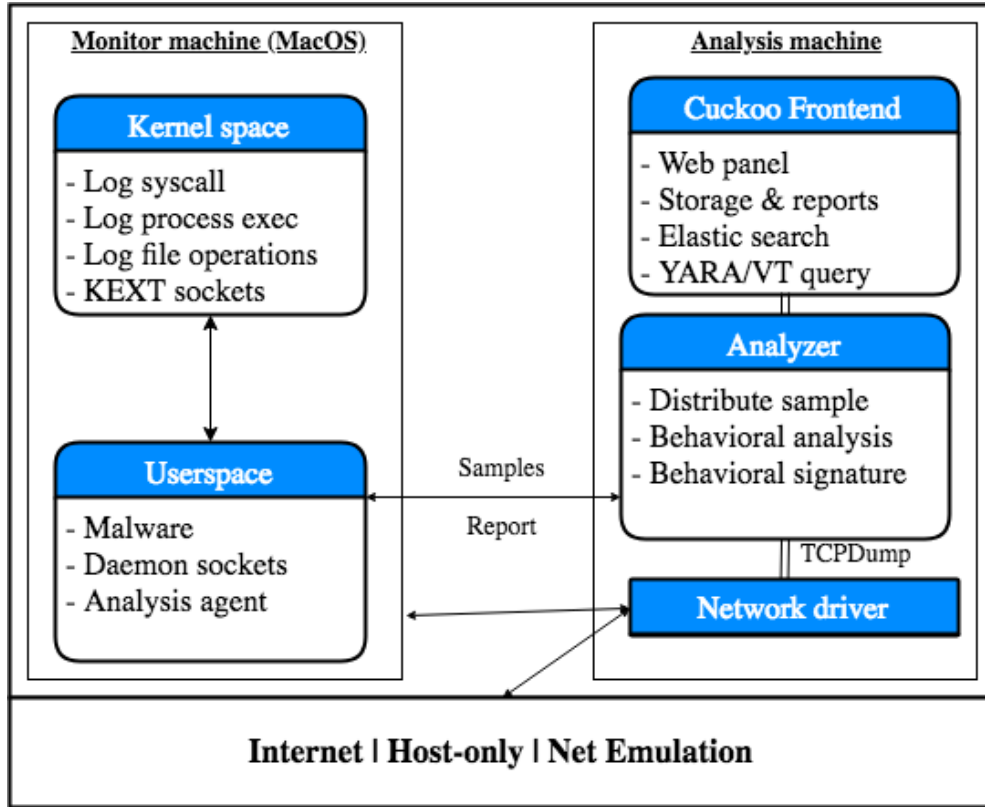 Monitor machine (MacOS)
Kernel space
- Log syscall
- Log process exec
- Log file operations
- KEXT sockets
Userspace
- Malware
- Daemon sockets
- Analysis agent
Samples
Report
Analysis machine
Cuckoo Frontend
- Web panel
- Storage & reports
- Elastic search
- YARA/VT query
Analyzer
- Distribute sample
- Behavioral analysis
- Behavioral signature
TCPDump
Network driver
Internet | Host-only | Net Emulation